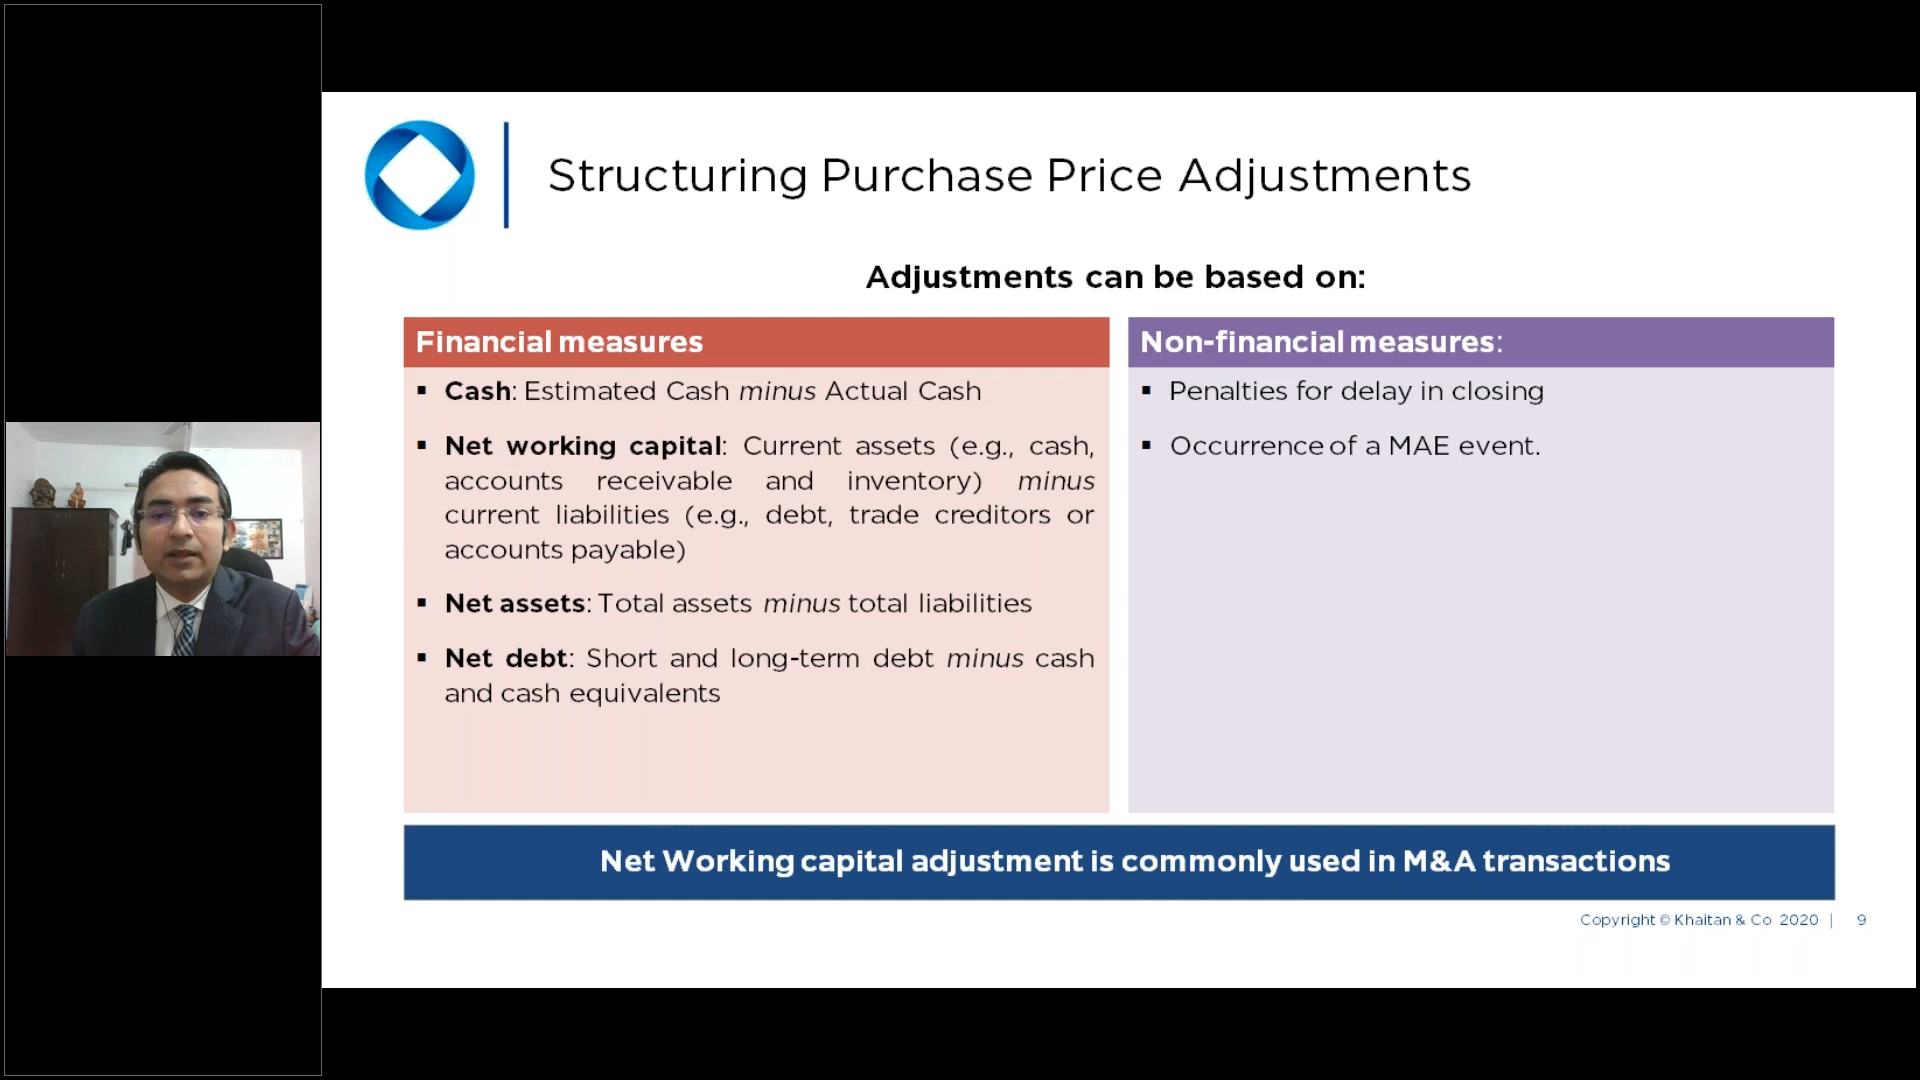 Structuring Purchase Price Adjustments
Adjustments can be based on:
Financial measures
▪ Cash: Estimated Cash minus Actual Cash
▪ Net working capital: Current assets (e.g., cash,
accounts receivable and inventory) minus
current liabilities (e.g., debt, trade creditors or
accounts payable)
▪ Net assets: Total assets minus total liabilities
▪ Net debt: Short and long-term debt minus cash
and cash equivalents
Non-financial measures:
▪ Penalties for delay in closing
▪ Occurrence of a MAE event.
Net Working capital adjustment is commonly used in M&A transactions
Copyright © Khaitan & Co 2020 | 9